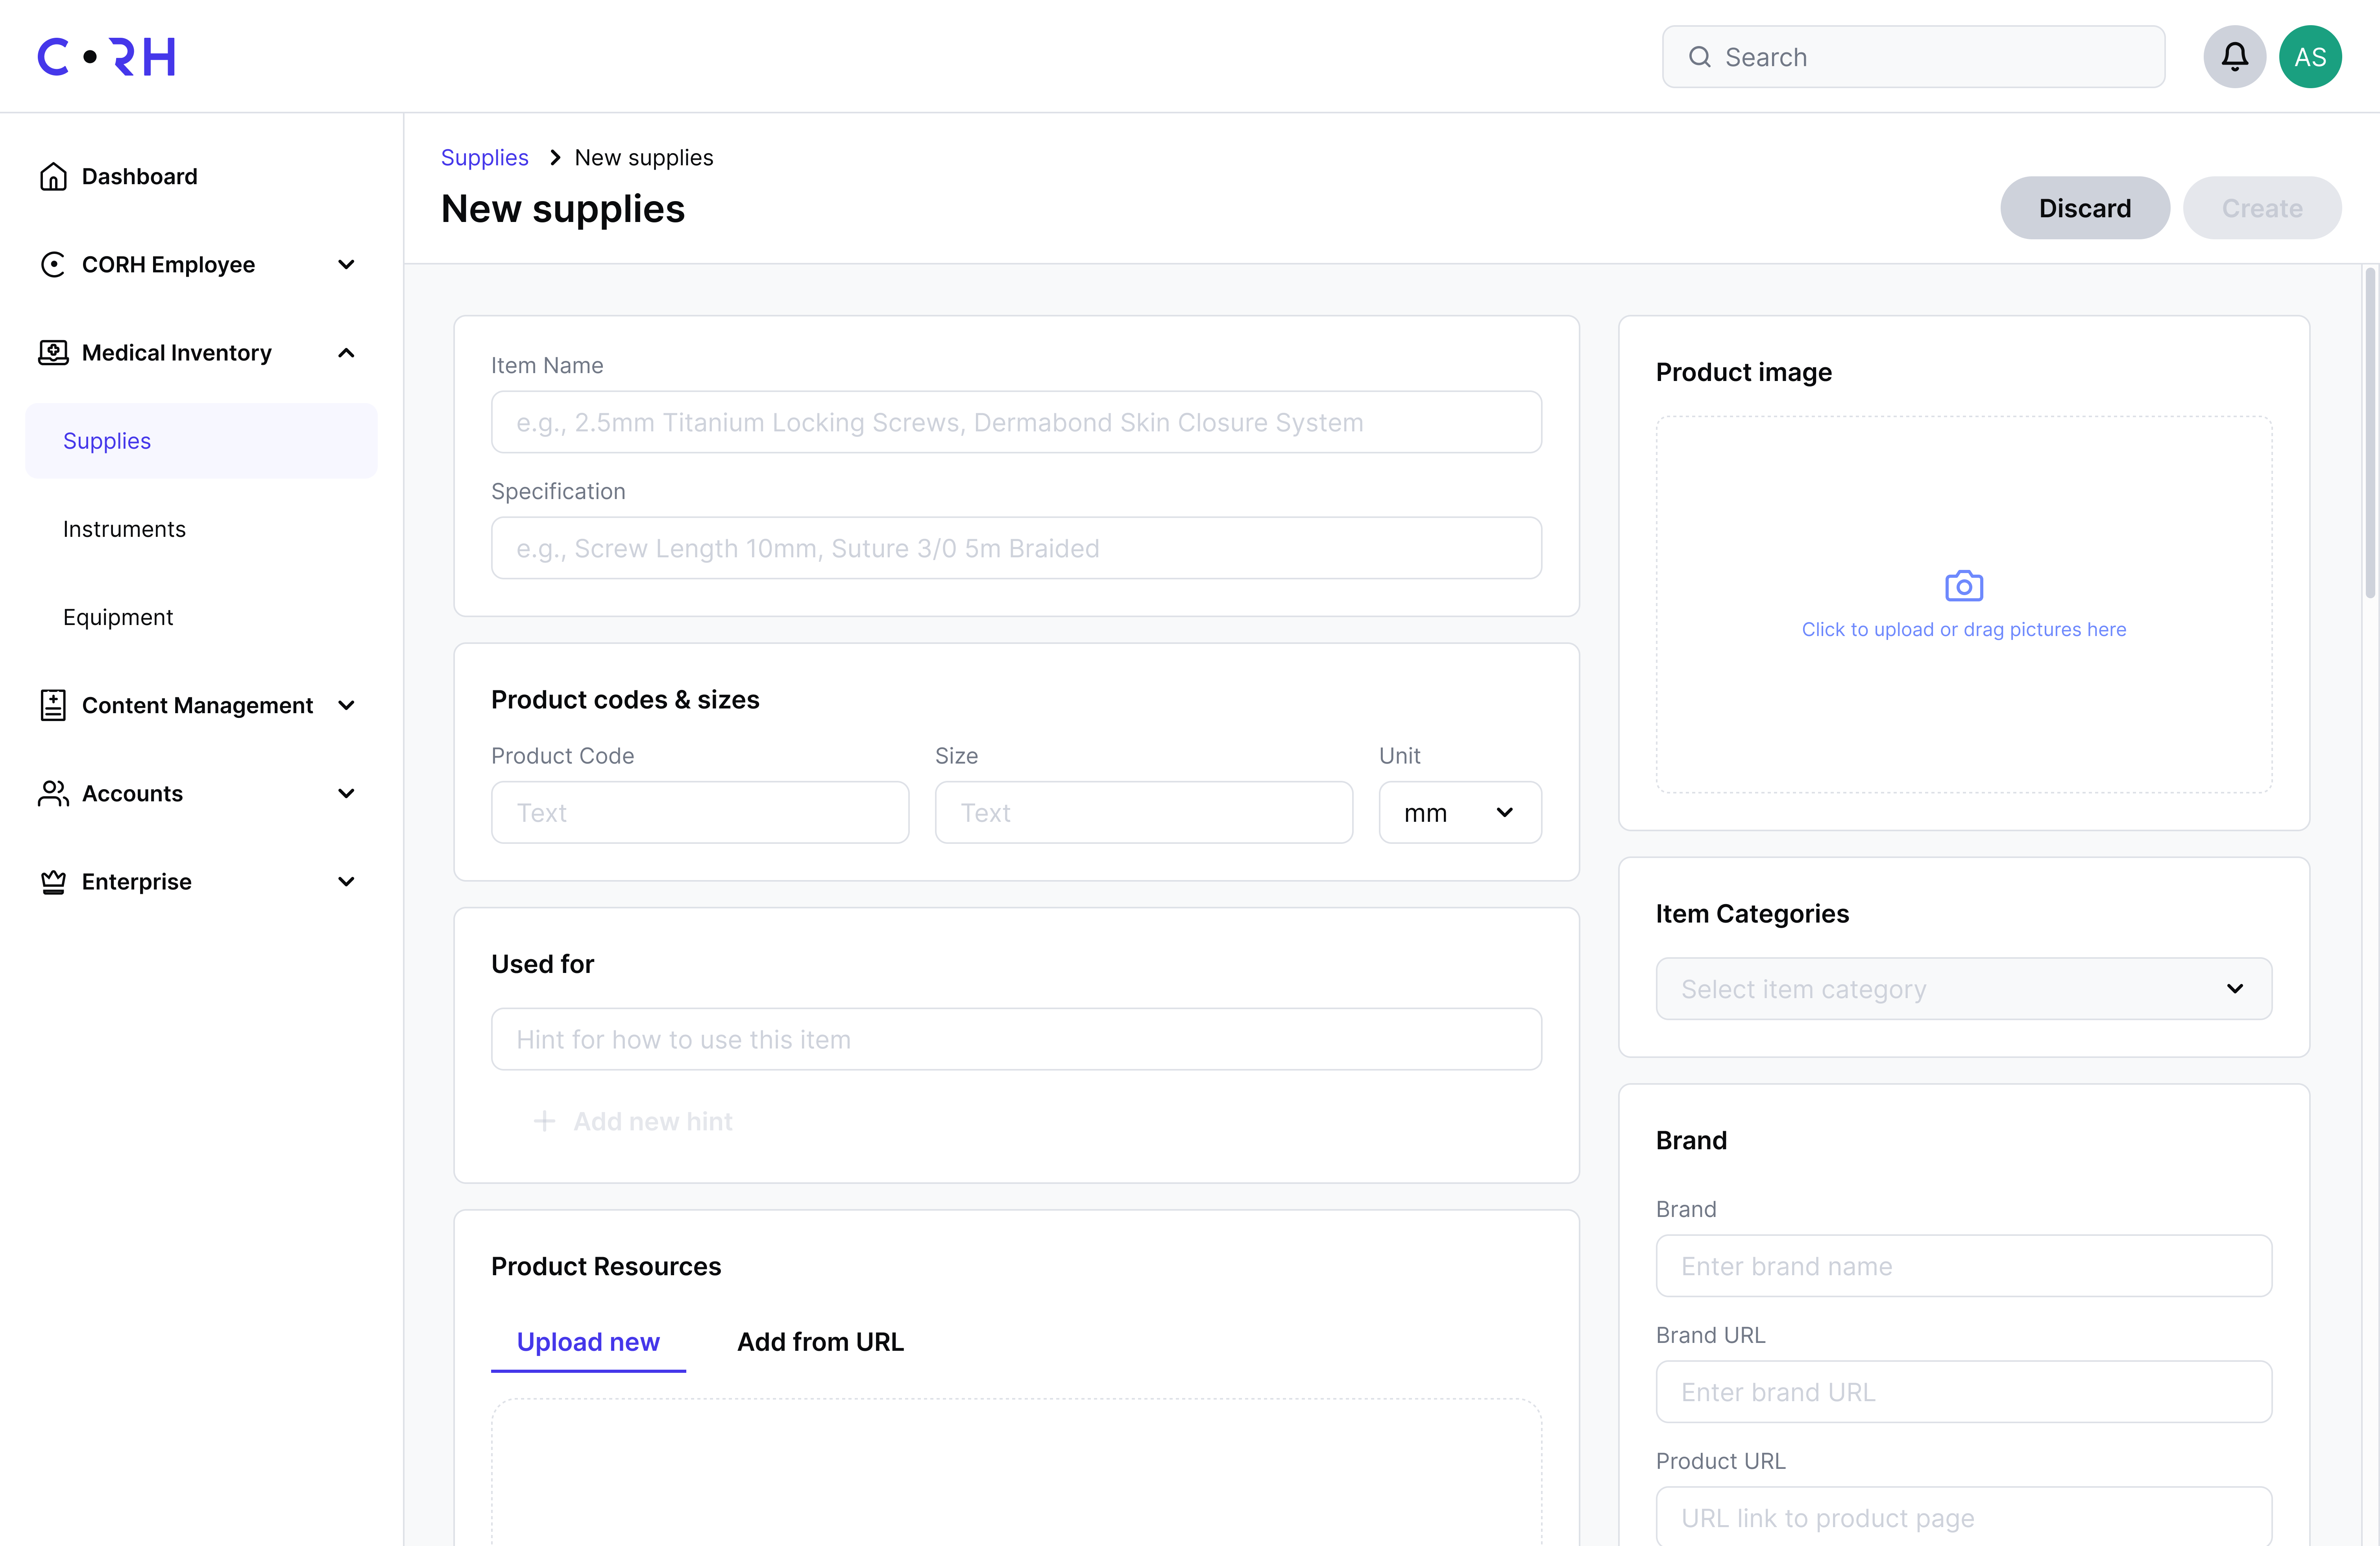 C•RH
Search
AS
Dashboard
CORH Employee
Medical Inventory
Supplies
Instruments
Equipment
Content Management
Accounts
Enterprise
Supplies > New supplies
New supplies
Discard
Create
Item Name
e.g., 2.5mm Titanium Locking Screws, Dermabond Skin Closure System
Specification
e.g., Screw Length 10mm, Suture 3/0 5m Braided
Product codes & sizes
Product Code Size Unit
Text Text mm
Used for
Hint for how to use this item
Add new hint
Product Resources
Upload new Add from URL
Product image
Click to upload or drag pictures here
Item Categories
Select item category
Brand
Brand
Enter brand name
Brand URL
Enter brand URL
Product URL
URL link to product page